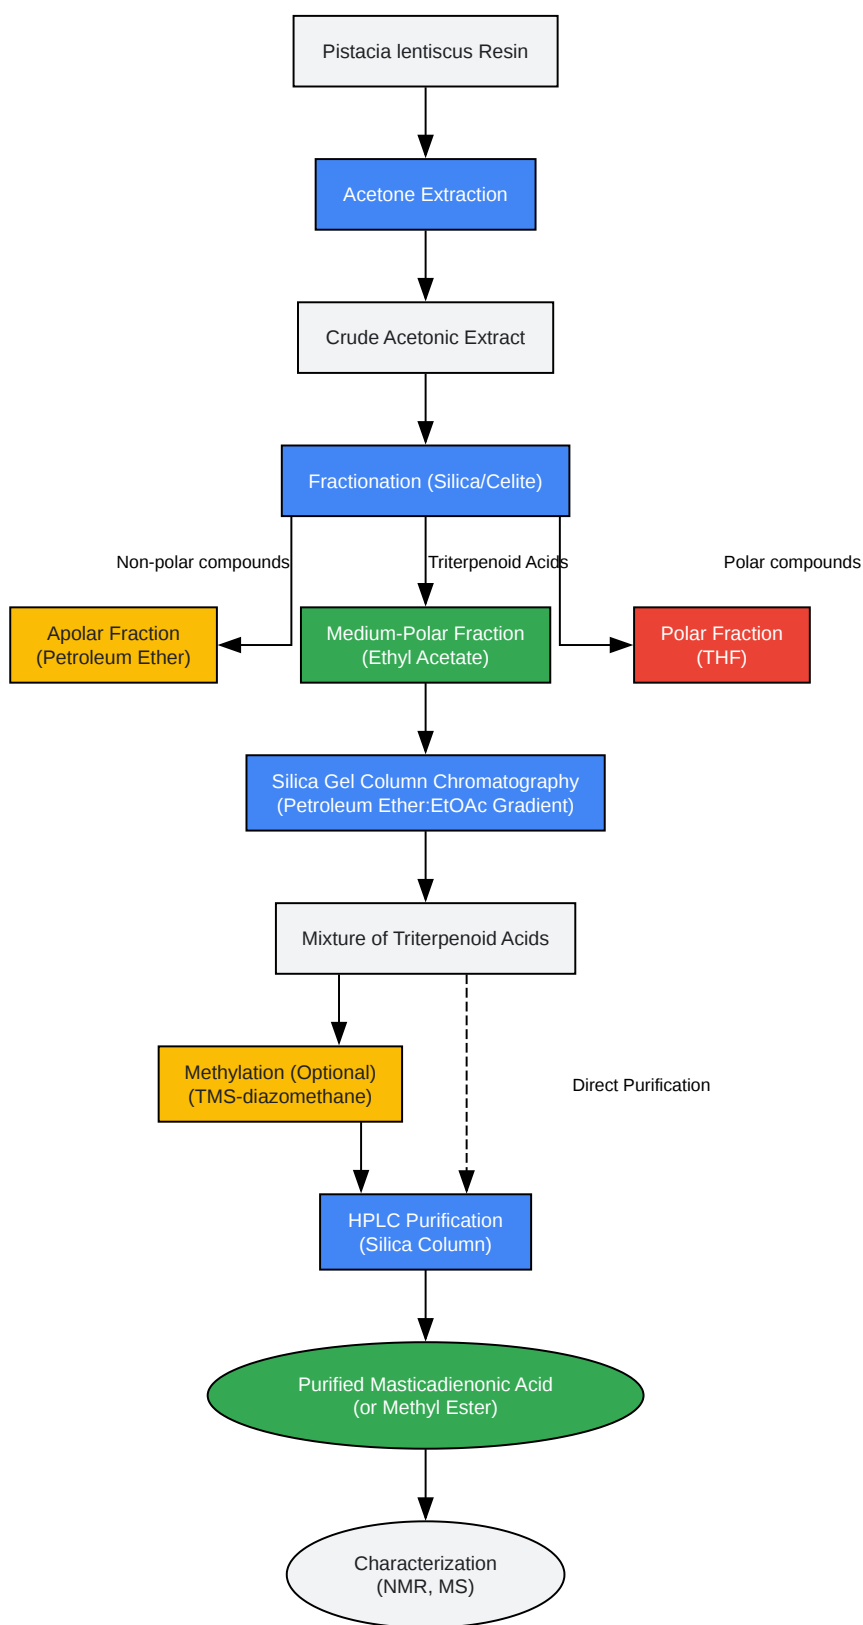 Pistacia lentiscus Resin
Acetone Extraction
Crude Acetonic Extract
Fractionation (Silica/Celite)
Non-polar compounds
Triterpenoid Acids
Polar compounds
Apolar Fraction
(Petroleum Ether)
Medium-Polar Fraction
(Ethyl Acetate)
Polar Fraction
(THF)
Silica Gel Column Chromatography
(Petroleum Ether:EtOAc Gradient)
Mixture of Triterpenoid Acids
Methylation (Optional)
(TMS-diazomethane)
Direct Purification
HPLC Purification
(Silica Column)
Purified Masticadienonic Acid
(or Methyl Ester)
Characterization
(NMR, MS)